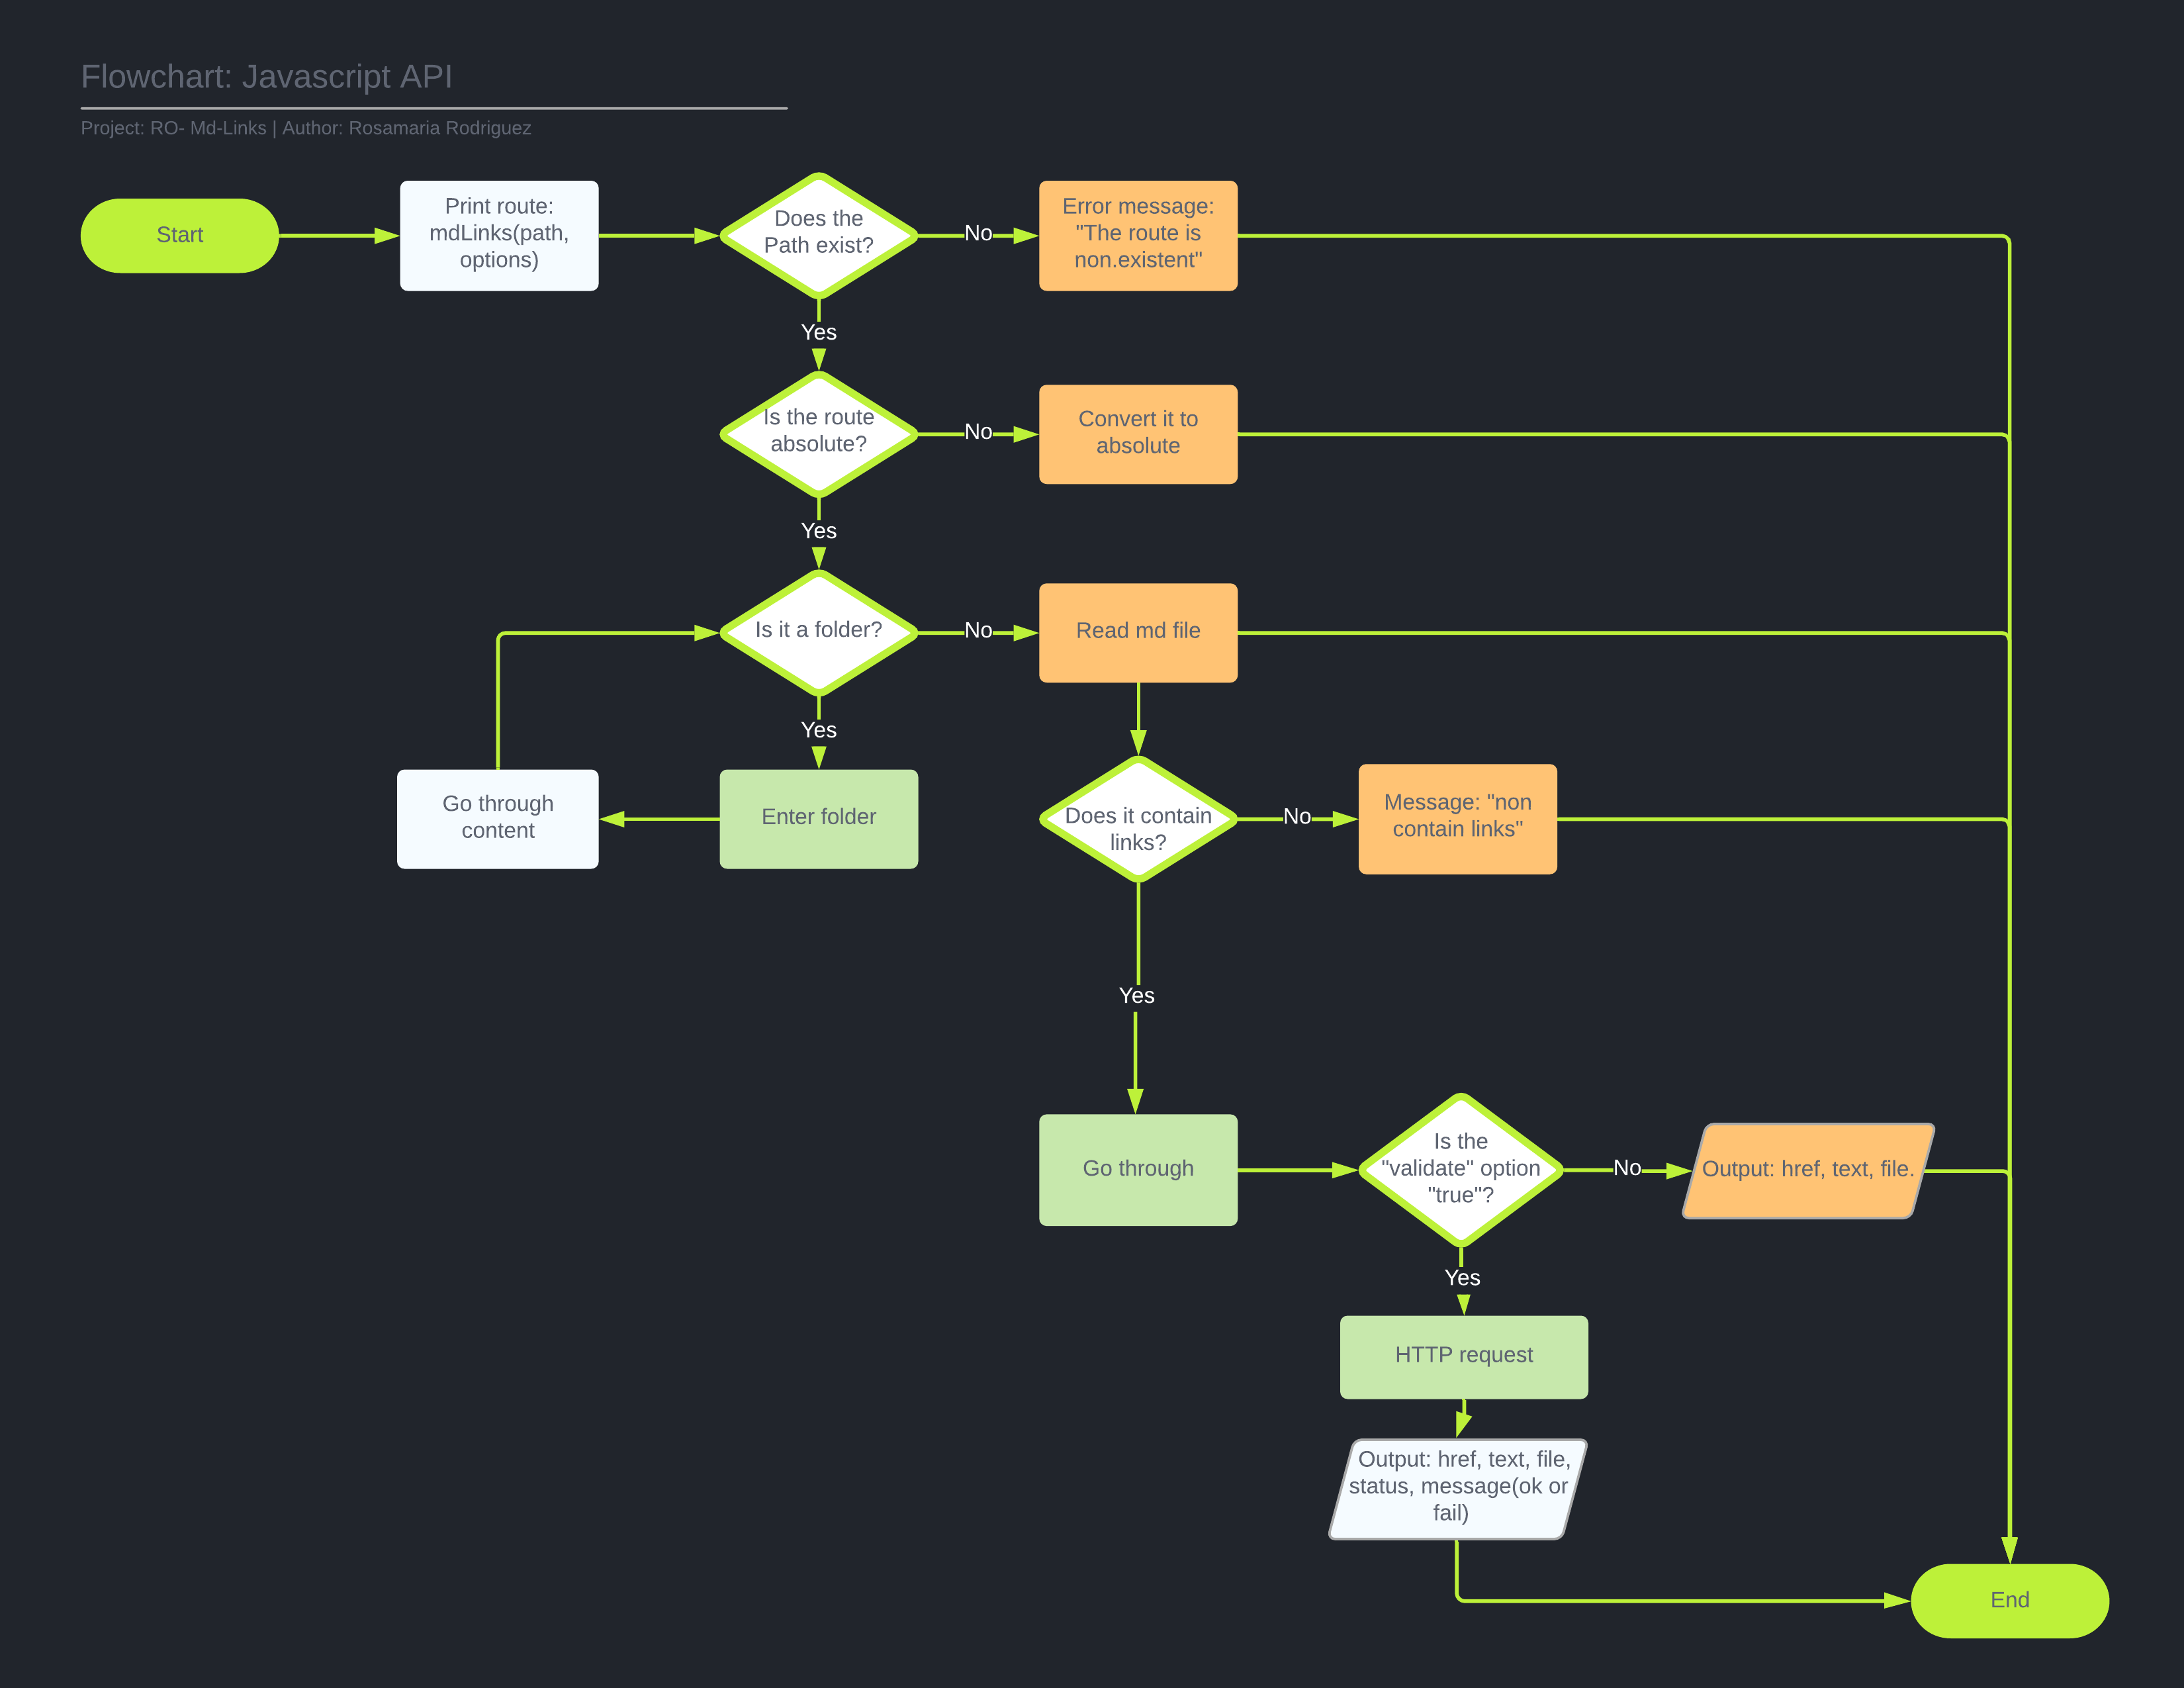 Flowchart: Javascript API
Project: RO- Md-Links | Author: Rosamaria Rodriguez
Start
Print route:
mdLinks(path,
options)
Does the
Path exist?
No
Error message:
"The route is
non.existent"
Yes
Is the route
absolute?
No
Convert it to
absolute
Yes
Is it a folder?
No
Read md file
Yes
Go through
content
Enter folder
Does it contain
links?
No
Message: "non
contain links"
Yes
Go through
Is the
"validate" option
"true"?
No
Output: href, text, file.
Yes
HTTP request
Output: href, text, file,
status, message(ok or
fail)
End